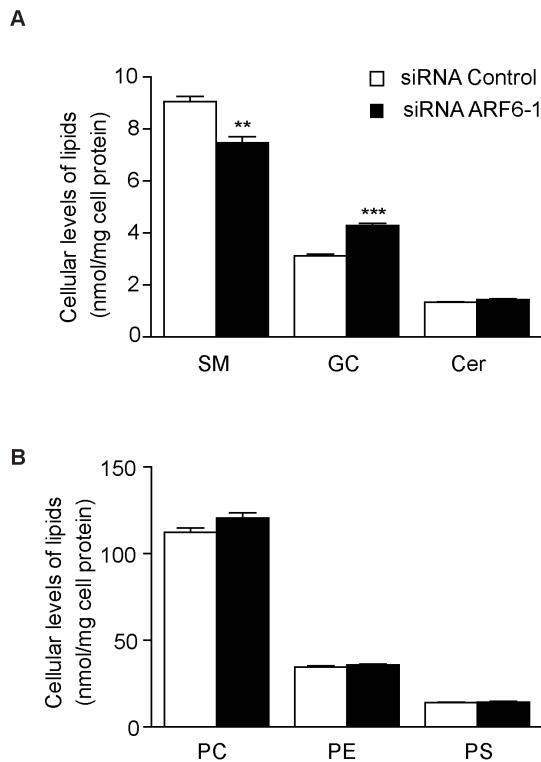 A
Cellular levels of lipids
(nmol/mg cell protein)
10
8
6
4
2
0
**
***
siRNA Control
siRNA ARF6-1
SM GC Cer
B
Cellular levels of lipids
(nmol/mg cell protein)
150
100
50
0
PC PE PS